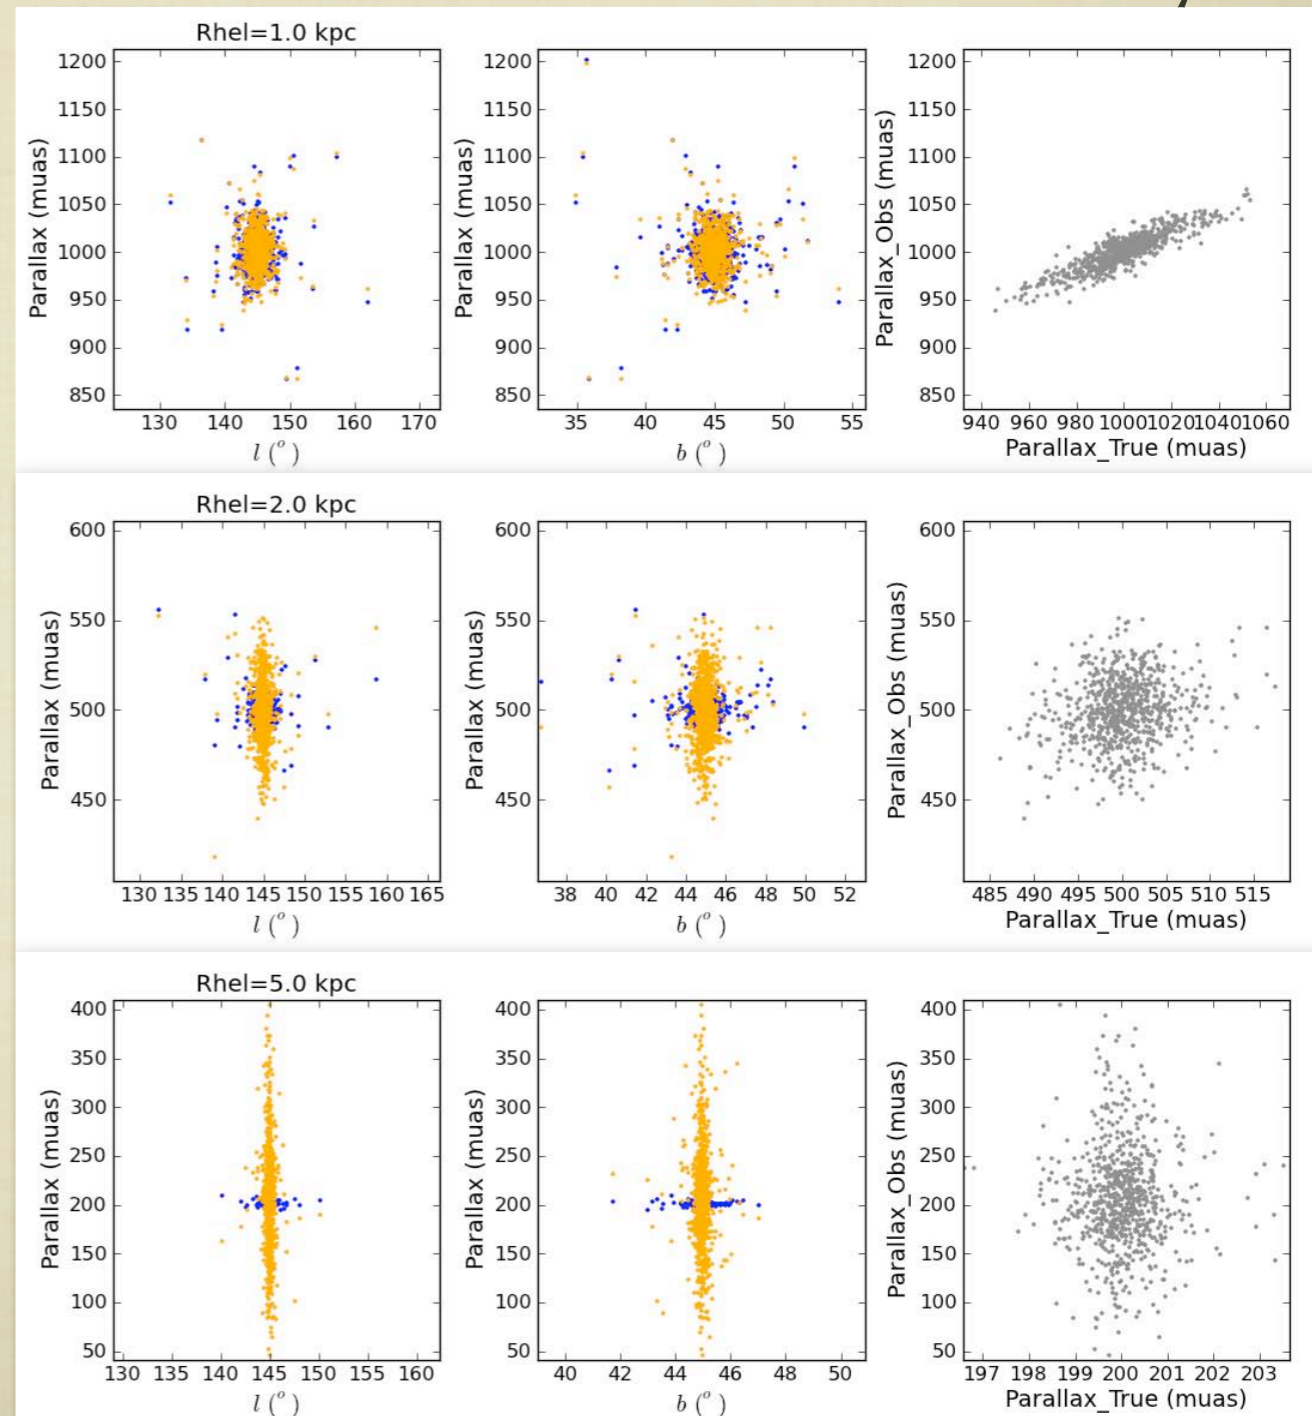 Rhel=1.0 kpc
1200
1150
1100
1050
1000
950
900
850
Parallax (muas)
130 140 150 160 170
l (°)
1200
1150
1100
1050
1000
950
900
850
Parallax (muas)
35 40 45 50 55
b (°)
1200
1150
1100
1050
1000
950
900
850
Parallax_Obs (muas)
940 960 980 1000 1020 1040 1060
Parallax_True (muas)
Rhel=2.0 kpc
600
550
500
450
Parallax (muas)
130 135 140 145 150 155 160 165
l (°)
600
550
500
450
Parallax (muas)
38 40 42 44 46 48 50 52
b (°)
600
550
500
450
Parallax_Obs (muas)
485 490 495 500 505 510 515
Parallax_True (muas)
Rhel=5.0 kpc
400
350
300
250
200
150
100
50
Parallax (muas)
130 135 140 145 150 155 160
l (°)
400
350
300
250
200
150
100
50
Parallax (muas)
40 42 44 46 48 50
b (°)
400
350
300
250
200
150
100
50
Parallax_Obs (muas)
197 198 199 200 201 202 203
Parallax_True (muas)